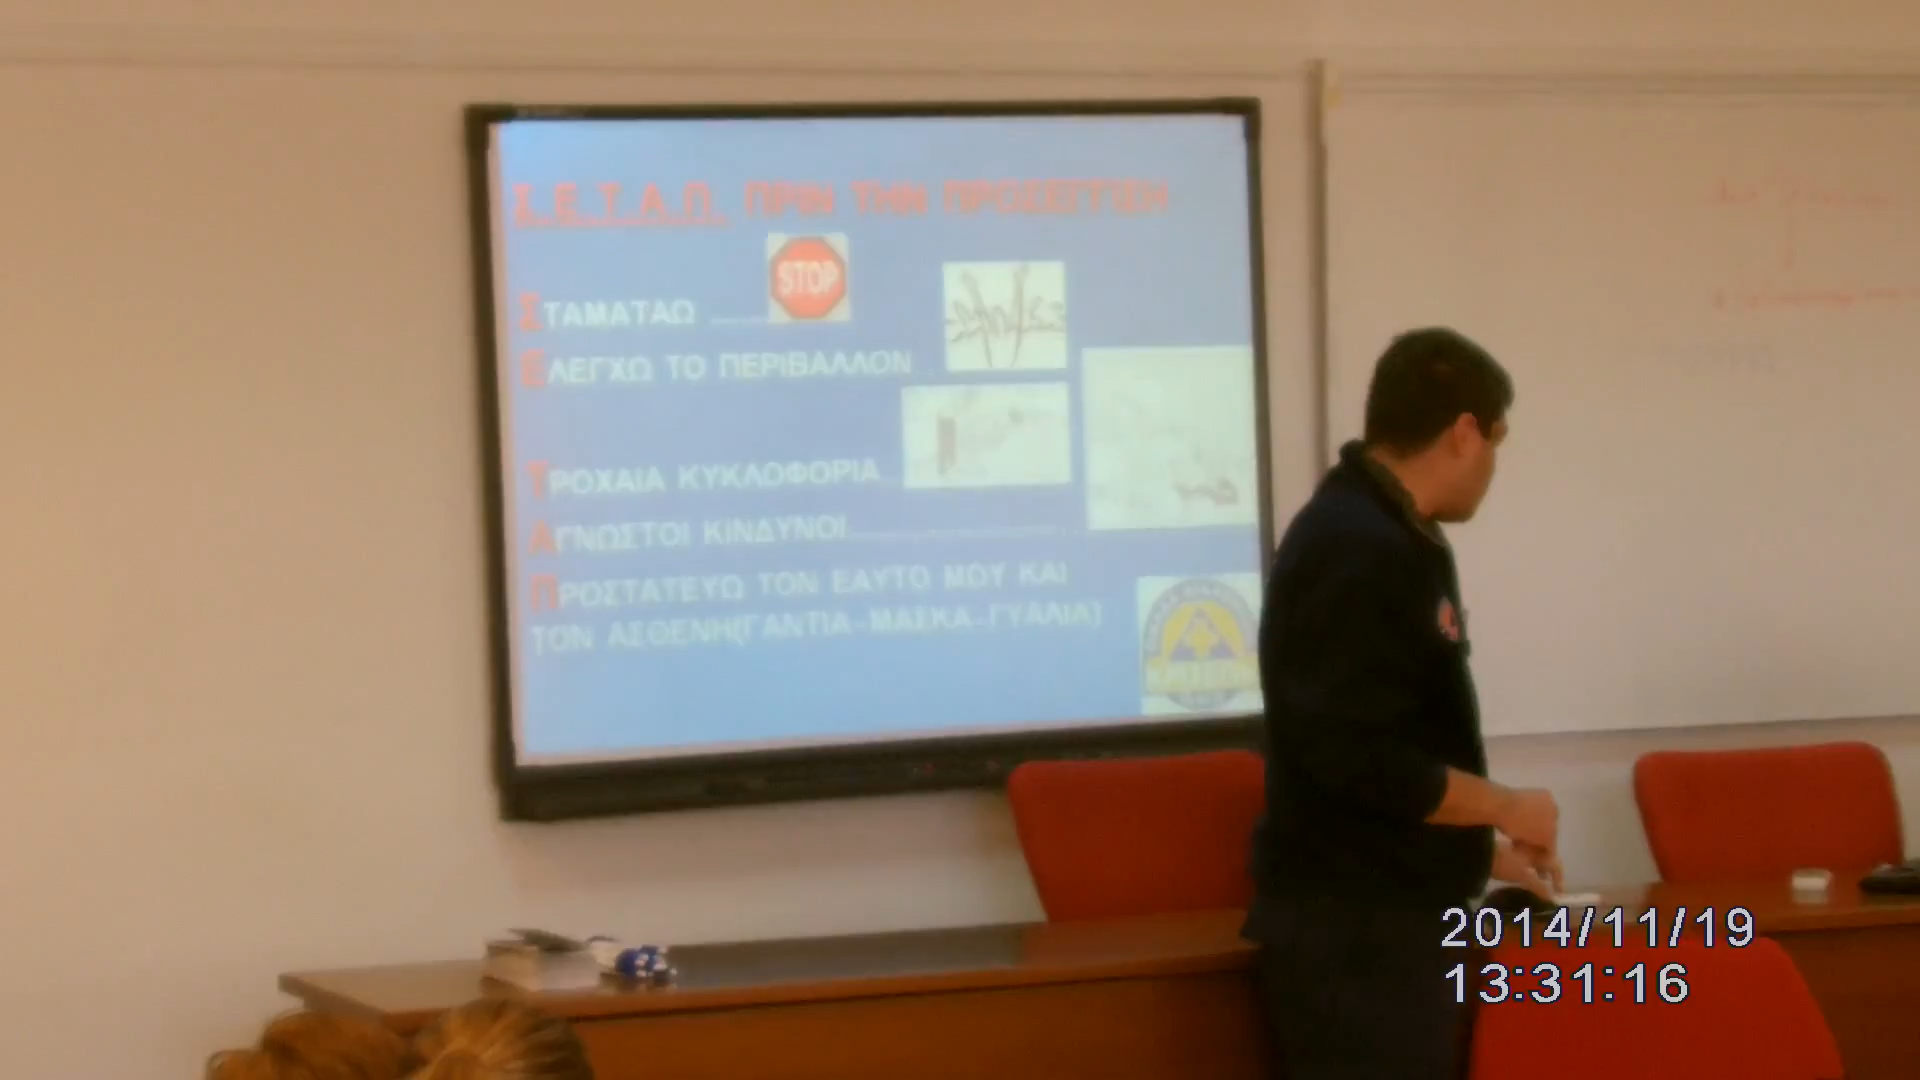 Σ.Ε.Τ.Α.Π. ΠΡΙΝ ΤΗΝ ΠΡΟΣΕΓΓΙΣΗ
STOP
ΣΤΑΜΑΤΑΩ
ΕΛΕΓΧΩ ΤΟ ΠΕΡΙΒΑΛΛΟΝ
ΤΡΟΧΑΙΑ ΚΥΚΛΟΦΟΡΙΑ
ΑΓΝΩΣΤΟΙ ΚΙΝΔΥΝΟΙ
ΠΡΟΣΤΑΤΕΥΩ ΤΟΝ ΕΑΥΤΟ ΜΟΥ ΚΑΙ
ΤΟΝ ΑΣΘΕΝΗ(ΓΑΝΤΙΑ-ΜΑΣΚΑ-ΓΥΑΛΙΑ)
2014/11/19
13:31:16